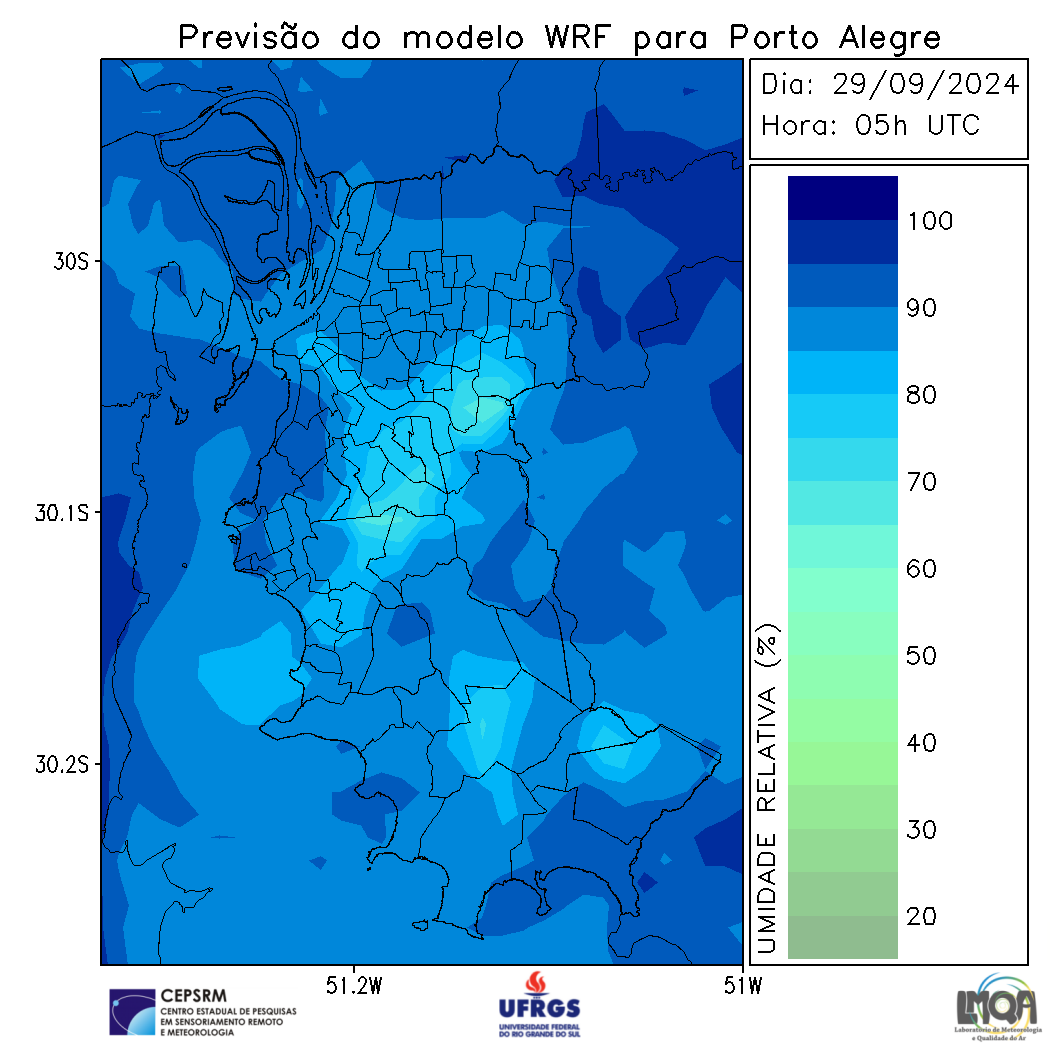 Previsão do modelo WRF para Porto Alegre
Dia: 29/09/2024
Hora: 05h UTC
100
90
80
70
60
50
40
30
20
UMIDADE RELATIVA (%)
30S
30.1S
30.2S
51.2W
51W
CEPSRM
CENTRO ESTADUAL DE PESQUISAS
EM SENSORIAMENTO REMOTO
E METEOROLOGIA
UFRGS
UNIVERSIDADE FEDERAL
DO RIO GRANDE DO SUL
LMQA
Laboratório de Meteorologia
e Qualidade do Ar